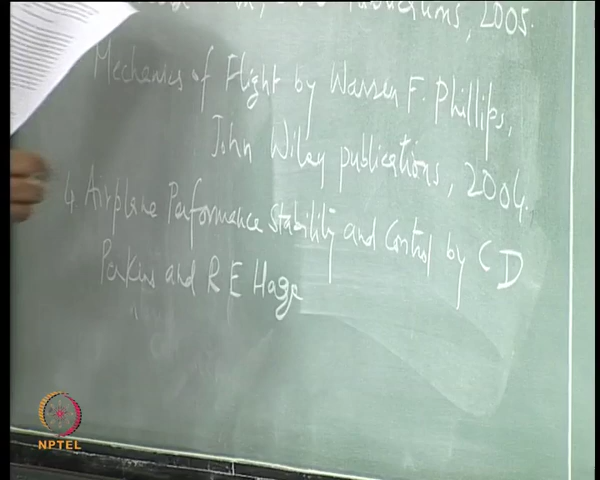 2005.
Mechanics of Flight by Warren F. Phillips,
John Wiley publications, 2004.
4 Airplane Performance Stability and Control by C D
Perkins and R E Hage
NPTEL